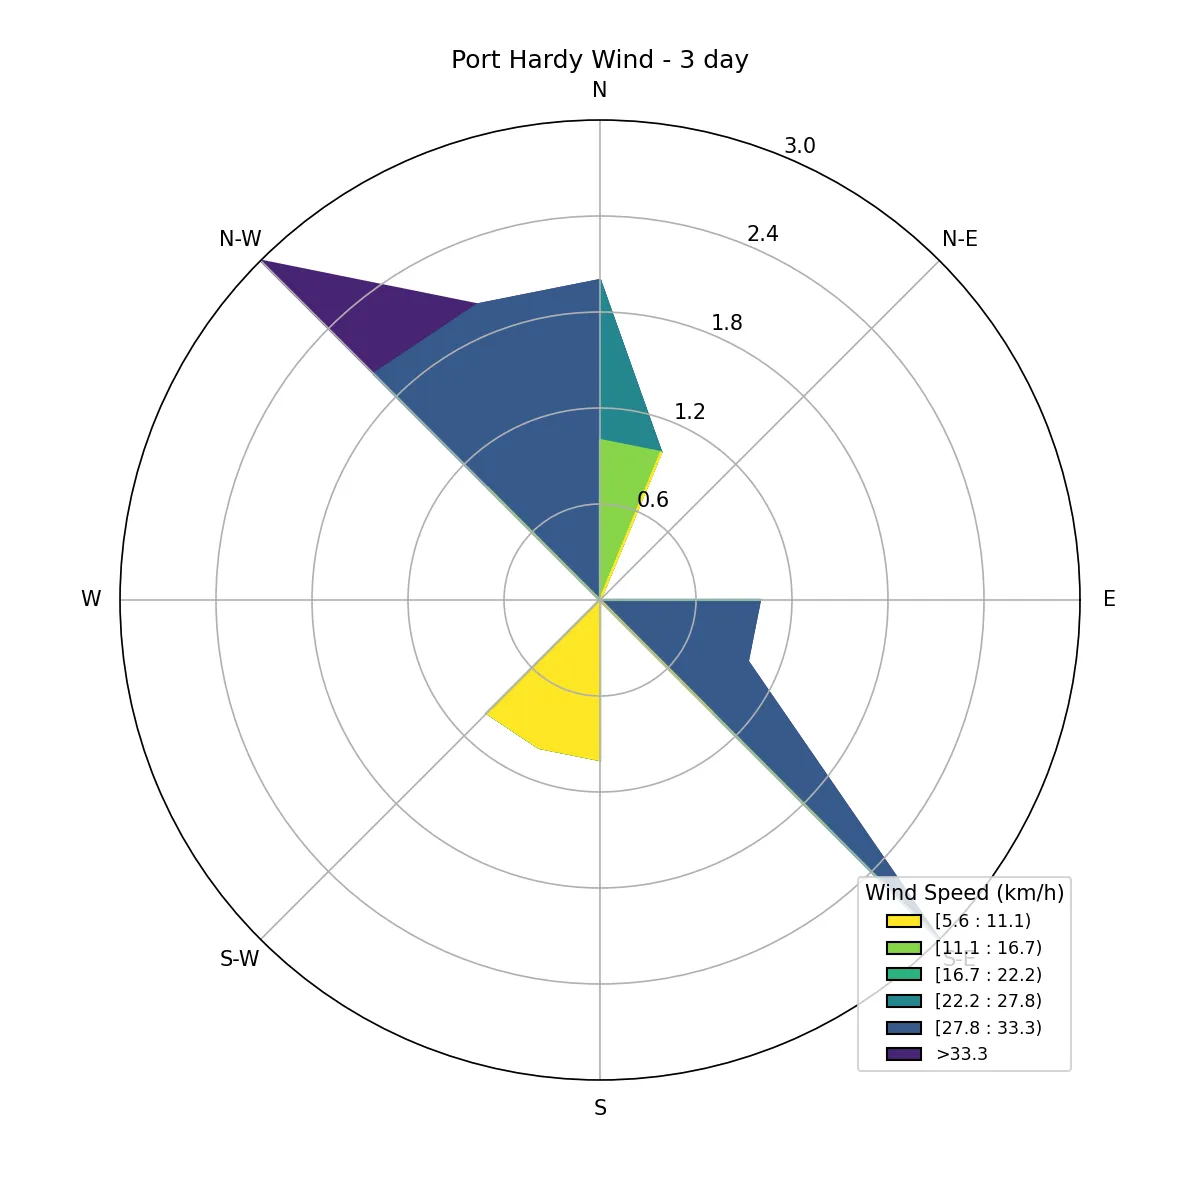 Port Hardy Wind - 3 day
N
3.0
N-W
2.4
N-E
1.8
1.2
0.6
W
E
Wind Speed (km/h)
[5.6 : 11.1)
[11.1 : 16.7)
S-W
S-E
[16.7 : 22.2)
[22.2 : 27.8)
[27.8 : 33.3)
>33.3
S